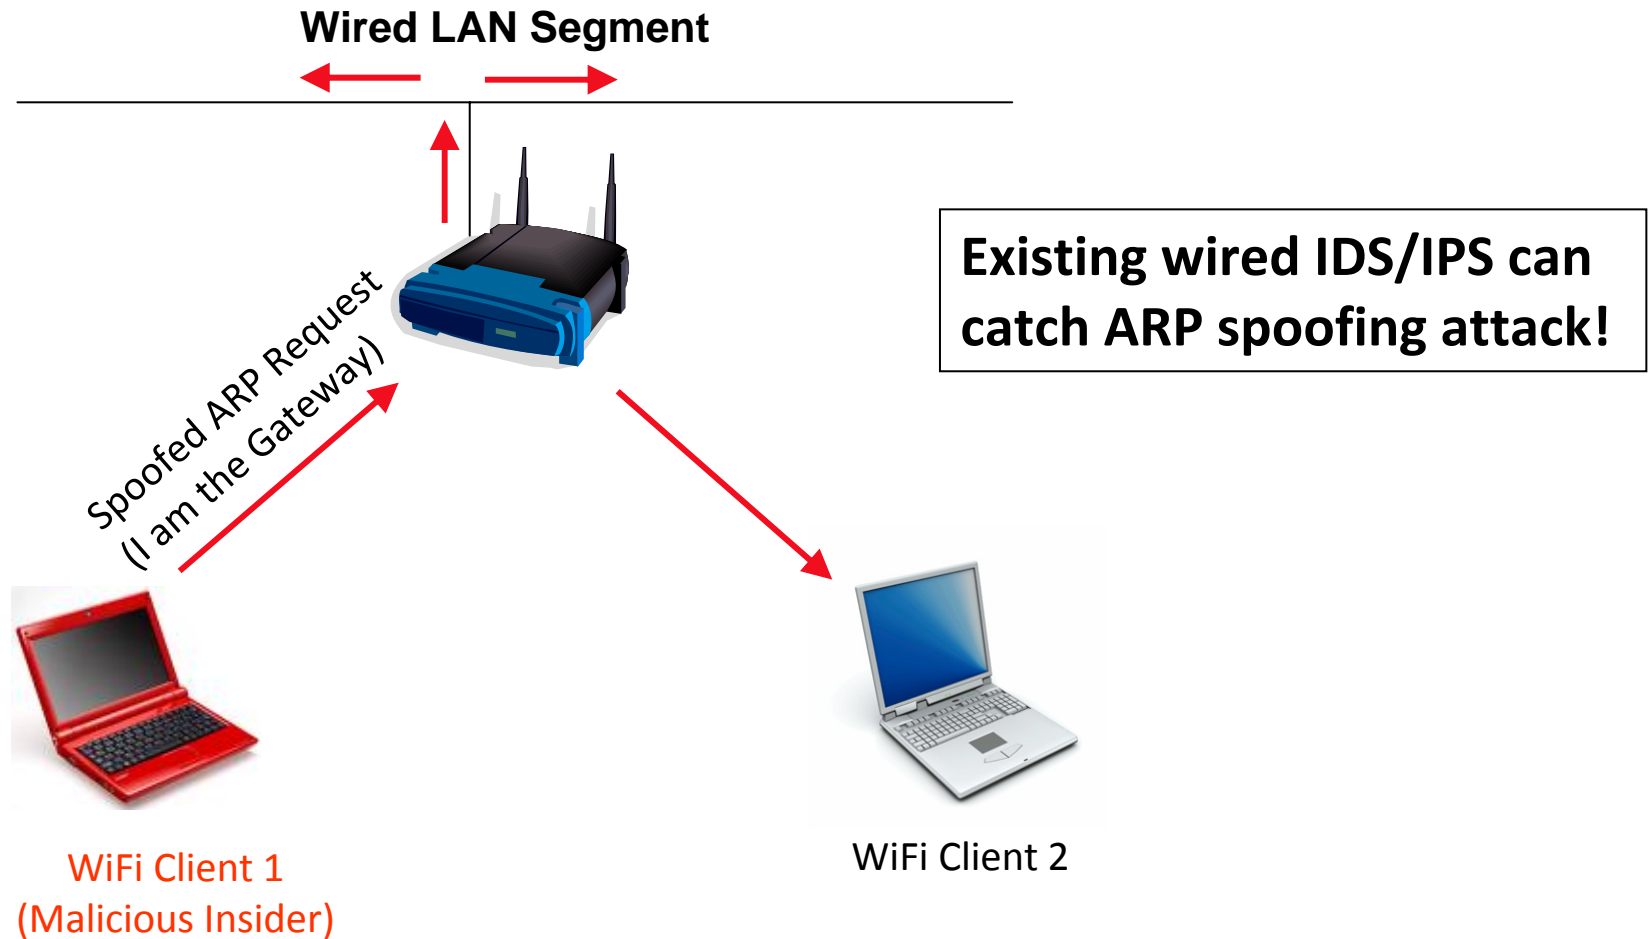 Wired LAN Segment
Existing wired IDS/IPS can
catch ARP spoofing attack!
Spoofed ARP Request
(I am the Gateway)
WiFi Client 1
(Malicious Insider)
WiFi Client 2